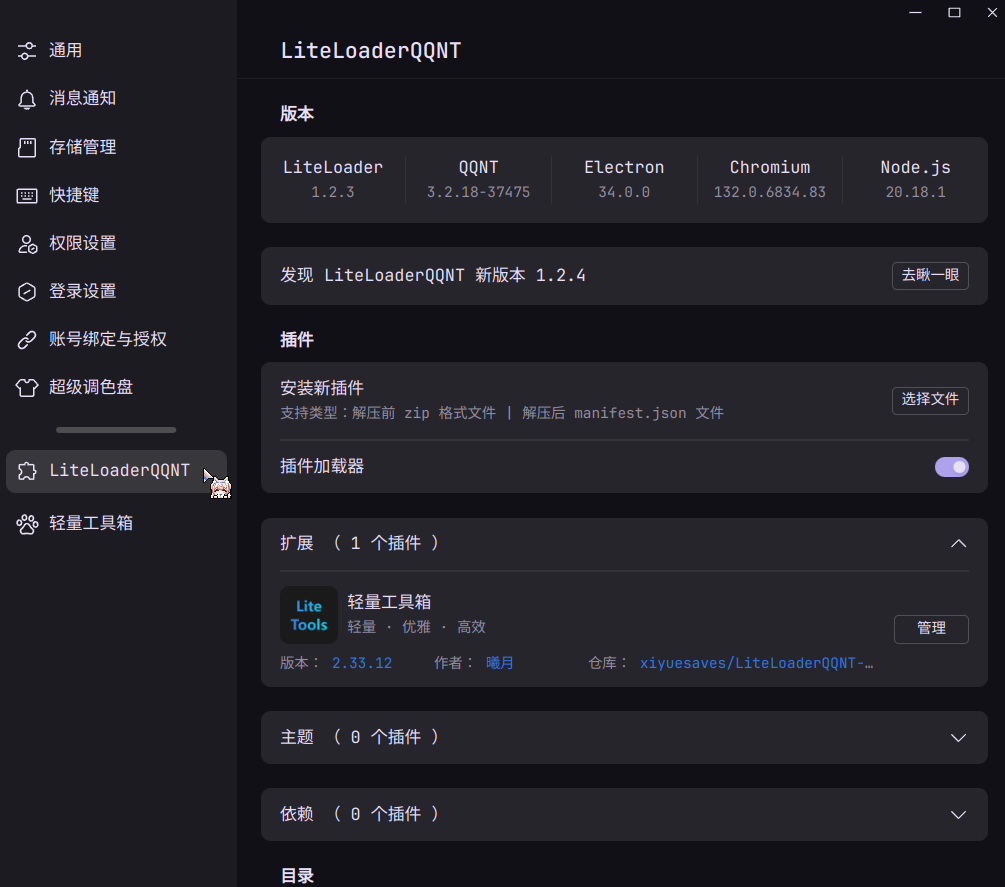 通用
消息通知
存储管理
快捷键
权限设置
登录设置
账号绑定与授权
超级调色盘
LiteLoaderQQNT
轻量工具箱
LiteLoaderQQNT
版本
LiteLoader QQNT Electron Chromium Node.js
1.2.3 3.2.18-37475 34.0.0 132.0.6834.83 20.18.1
发现 LiteLoaderQQNT 新版本 1.2.4 去瞅一眼
插件
安装新插件
支持类型：解压前 zip 格式文件 | 解压后 manifest.json 文件
选择文件
插件加载器
扩展 （ 1 个插件 ）
Lite
Tools
轻量工具箱
轻量 · 优雅 · 高效
管理
版本： 2.33.12 作者： 曦月 仓库： xiyuesaves/LiteLoaderQQNT-…
主题 （ 0 个插件 ）
依赖 （ 0 个插件 ）
目录